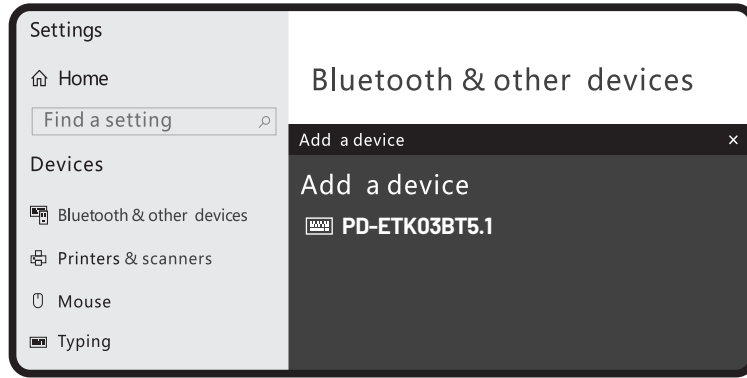 Settings
Home
Find a setting
Devices
Bluetooth & other devices
Printers & scanners
Mouse
Typing
Bluetooth & other devices
Add a device
×
Add a device
PD-ETK03BT5.1